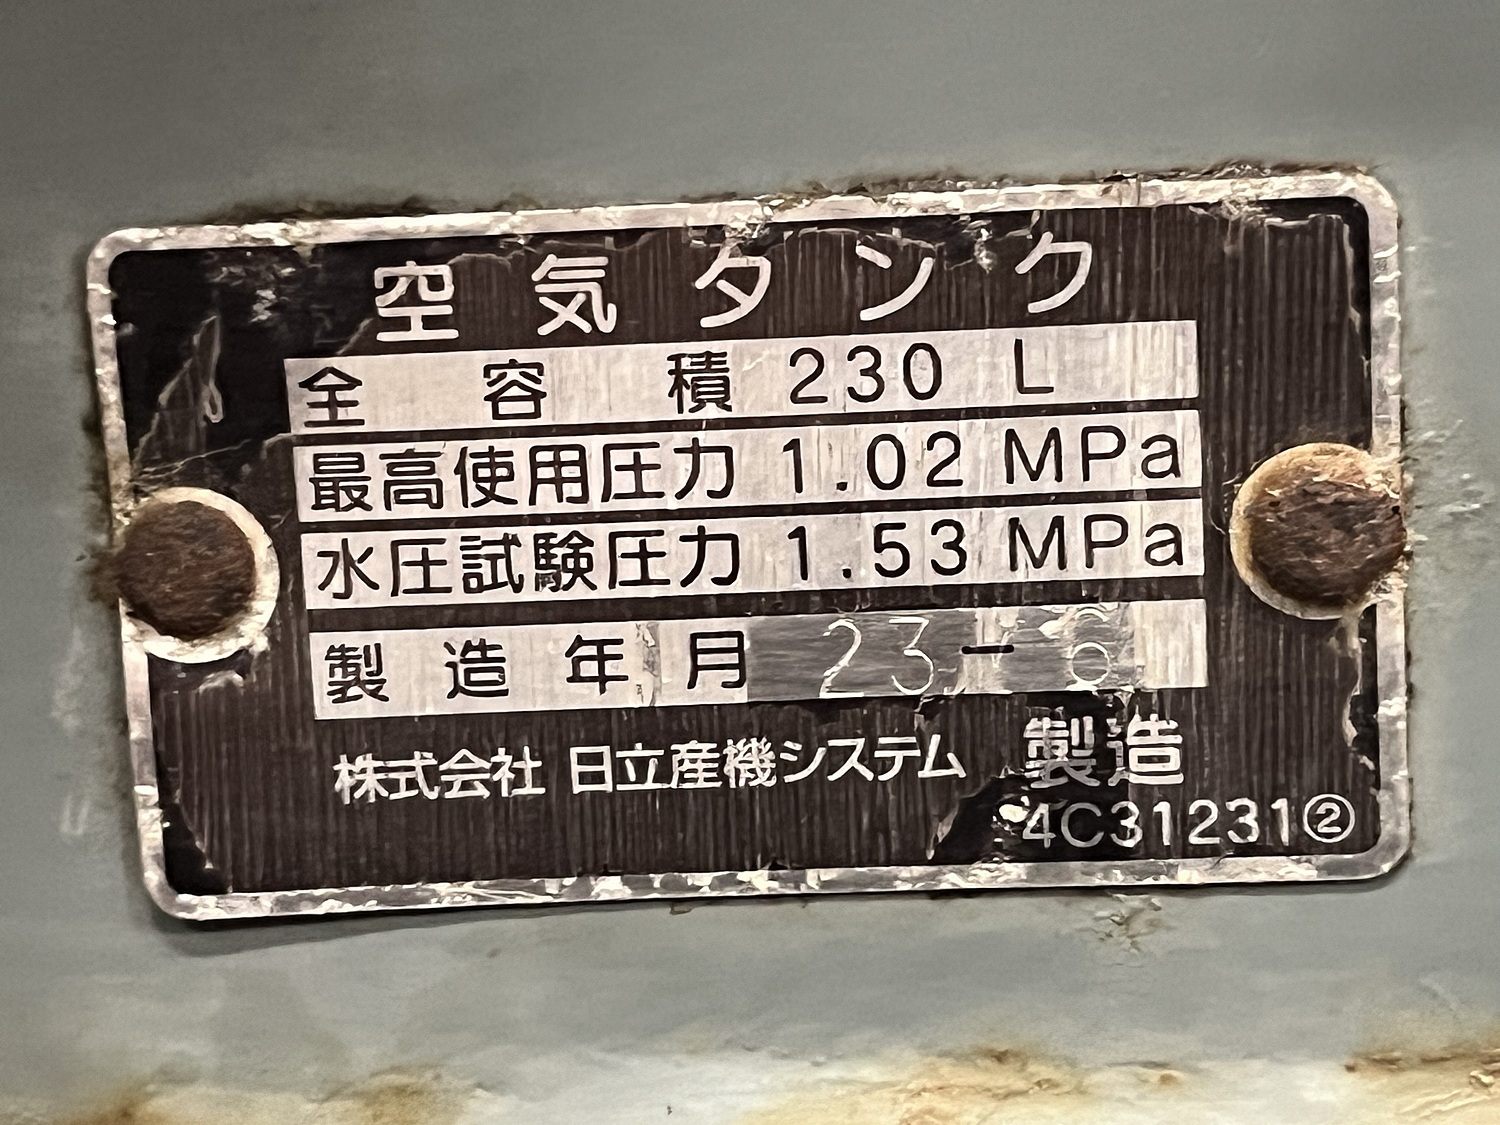 空気タンク
全容積 230 L
最高使用圧力 1.02 MPa
水圧試験圧力 1.53 MPa
製造年月 23-6
株式会社 日立産機システム 製造
4C31231②